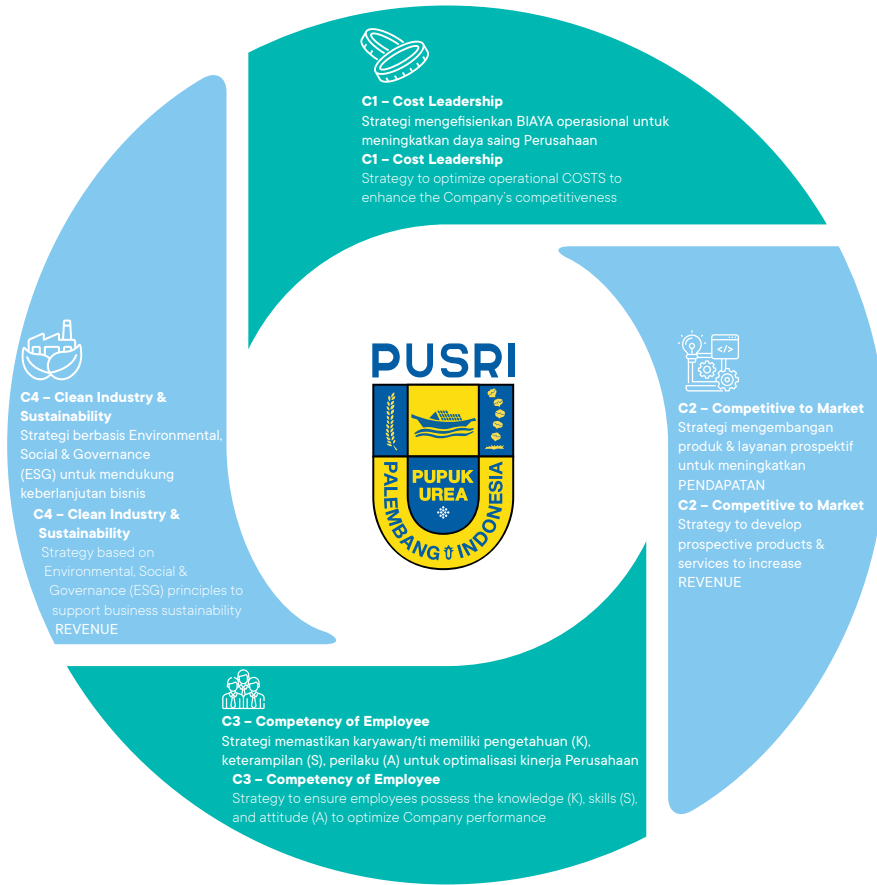 C1 – Cost Leadership
Strategi mengefisienkan BIAYA operasional untuk
meningkatkan daya saing Perusahaan
C1 – Cost Leadership
Strategy to optimize operational COSTS to
enhance the Company's competitiveness
C2 – Competitive to Market
Strategi mengembangan
produk & layanan prospektif
untuk meningkatkan
PENDAPATAN
C2 – Competitive to Market
Strategy to develop
prospective products &
services to increase
REVENUE
C3 – Competency of Employee
Strategi memastikan karyawan/ti memiliki pengetahuan (K),
keterampilan (S), perilaku (A) untuk optimalisasi kinerja Perusahaan
C3 – Competency of Employee
Strategy to ensure employees possess the knowledge (K), skills (S),
and attitude (A) to optimize Company performance
C4 – Clean Industry &
Sustainability
Strategi berbasis Environmental,
Social & Governance
(ESG) untuk mendukung
keberlanjutan bisnis
C4 – Clean Industry &
Sustainability
Strategy based on
Environmental, Social &
Governance (ESG) principles to
support business sustainability
REVENUE
PUSRI
PUPUK
UREA
PALEMBANG INDONESIA